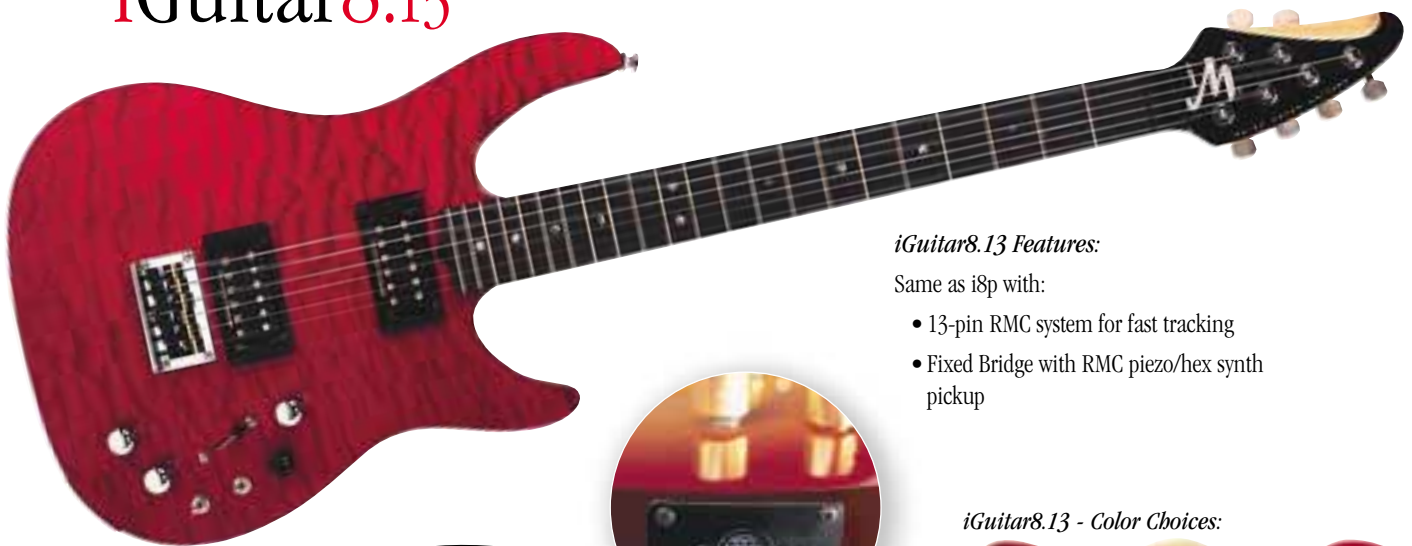 iGuitar8.13
M
iGuitar8.13 Features:
Same as i8p with:
• 13-pin RMC system for fast tracking
• Fixed Bridge with RMC piezo/hex synth
pickup
iGuitar8.13 - Color Choices: